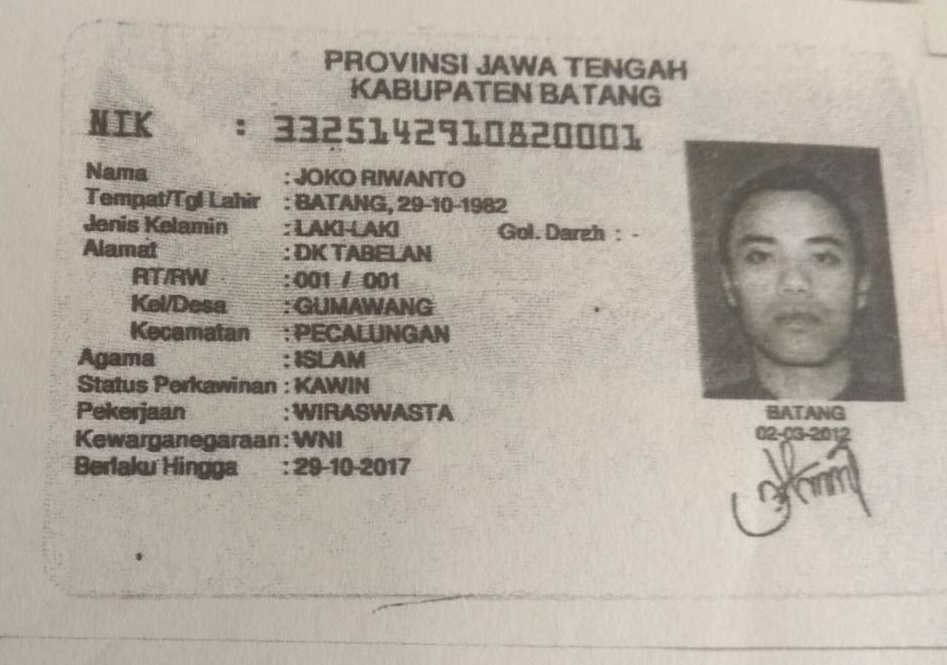 PROVINSI JAWA TENGAH
KABUPATEN BATANG
NIK : 3325142910820001
Nama : JOKO RIWANTO
Tempat/Tgl Lahir : BATANG, 29-10-1982
Jenis Kelamin : LAKI-LAKI Gol. Darah : -
Alamat : DK TABELAN
RT/RW : 001 / 001
Kel/Desa : GUMAWANG
Kecamatan : PECALUNGAN
Agama : ISLAM
Status Perkawinan : KAWIN
Pekerjaan : WIRASWASTA
Kewarganegaraan : WNI
Berlaku Hingga : 29-10-2017
BATANG
02-03-2012